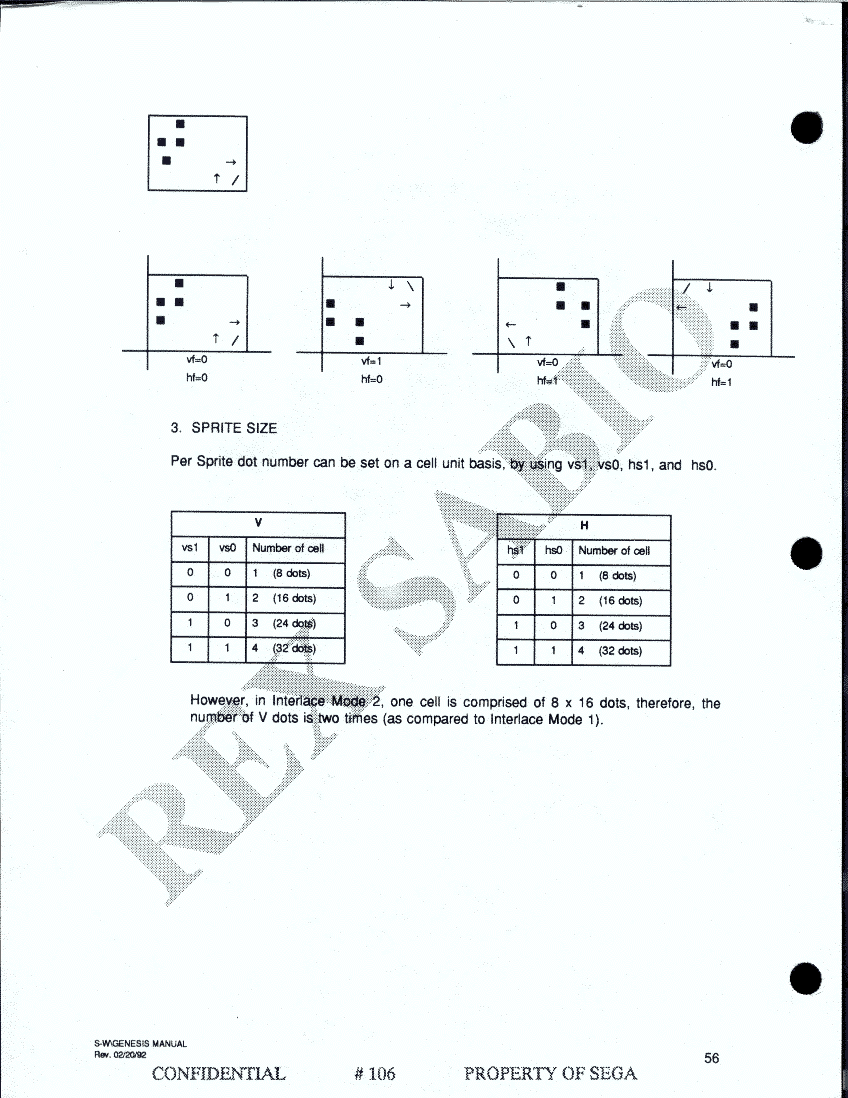 →
↑ /
↓ \
→ → ←
/ ↓
←
↑ /
\ ↑
vf=0 vf=1 vf=0 vf=0
hf=0 hf=0 hf=1 hf=1
3. SPRITE SIZE
Per Sprite dot number can be set on a cell unit basis, by using vs1, vs0, hs1, and hs0.
V
vs1 vs0 Number of cell
0 0 1 (8 dots)
0 1 2 (16 dots)
1 0 3 (24 dots)
1 1 4 (32 dots)
H
hs1 hs0 Number of cell
0 0 1 (8 dots)
0 1 2 (16 dots)
1 0 3 (24 dots)
1 1 4 (32 dots)
However, in Interlace Mode 2, one cell is comprised of 8 x 16 dots, therefore, the
number of V dots is two times (as compared to Interlace Mode 1).
REX SABIO
S-W\GENESIS MANUAL
Rev. 02/20/92
56
CONFIDENTIAL # 106 PROPERTY OF SEGA